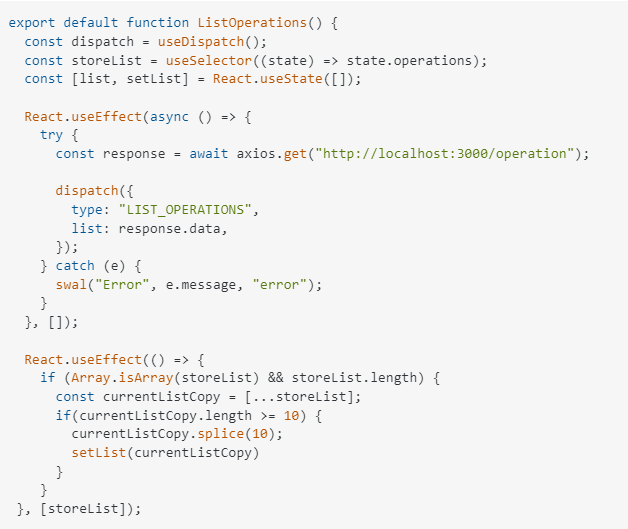 export default function ListOperations() {
  const dispatch = useDispatch();
  const storeList = useSelector((state) => state.operations);
  const [list, setList] = React.useState([]);

  React.useEffect(async () => {
    try {
      const response = await axios.get("http://localhost:3000/operation");

      dispatch({
        type: "LIST_OPERATIONS",
        list: response.data,
      });
    } catch (e) {
      swal("Error", e.message, "error");
    }
  }, []);

  React.useEffect(() => {
    if (Array.isArray(storeList) && storeList.length) {
      const currentListCopy = [...storeList];
      if(currentListCopy.length >= 10) {
        currentListCopy.splice(10);
        setList(currentListCopy)
      }
    }
 }, [storeList]);